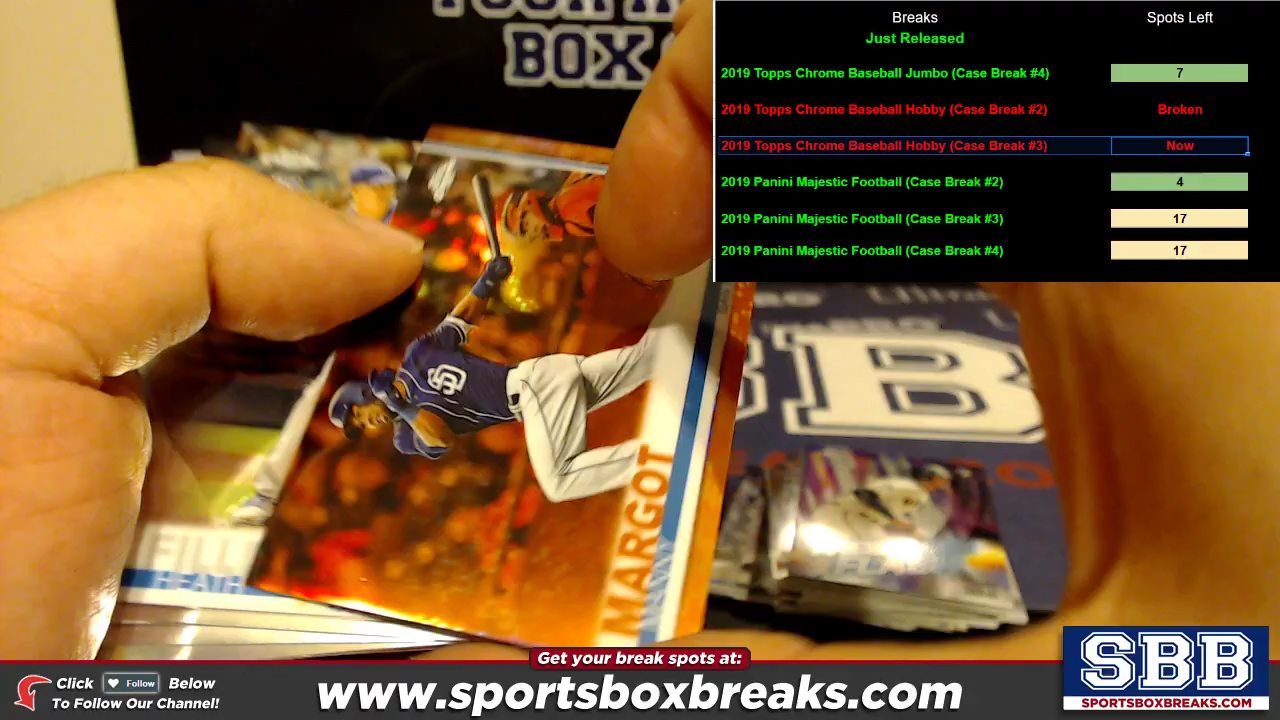 BOX
Breaks Spots Left
Just Released
2019 Topps Chrome Baseball Jumbo (Case Break #4) 7
2019 Topps Chrome Baseball Hobby (Case Break #2) Broken
2019 Topps Chrome Baseball Hobby (Case Break #3) Now
2019 Panini Majestic Football (Case Break #2) 4
2019 Panini Majestic Football (Case Break #3) 17
2019 Panini Majestic Football (Case Break #4) 17
SD
MARGOT
MANNY
HEATH
B
Get your break spots at:
Click Follow Below
To Follow Our Channel!
www.sportsboxbreaks.com
SBB
SPORTSBOXBREAKS.COM